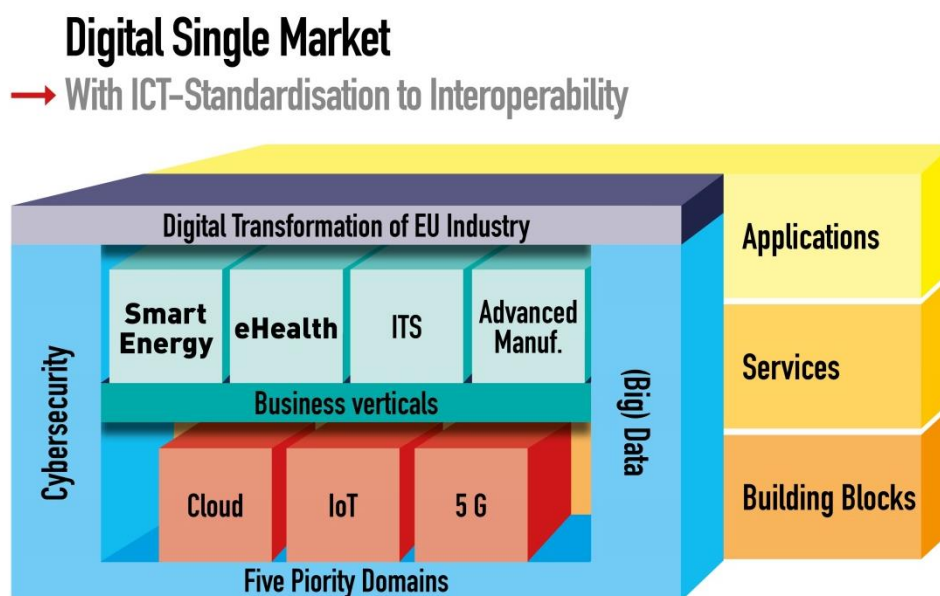 Digital Single Market
With ICT-Standardisation to Interoperability
Digital Transformation of EU Industry
Smart
Energy
eHealth
ITS
Advanced
Manuf.
Business verticals
Cybersecurity
(Big) Data
Cloud
IoT
5 G
Five Piority Domains
Applications
Services
Building Blocks